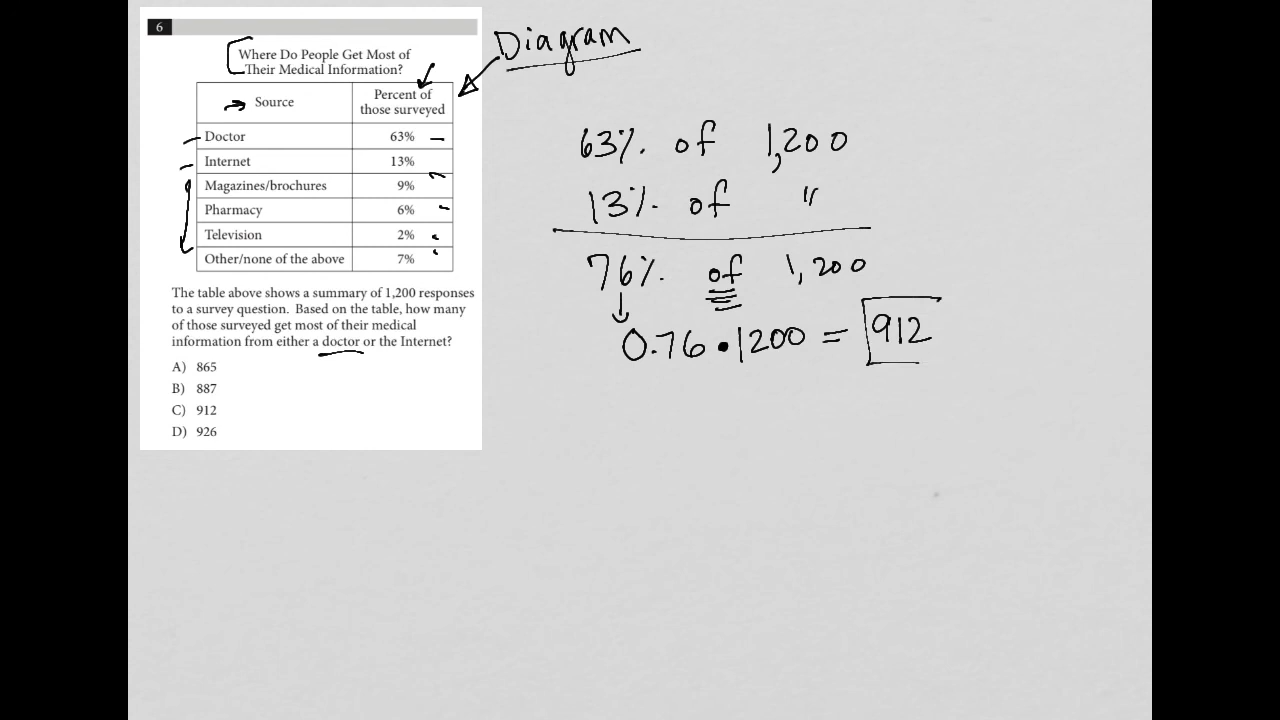 6
Where Do People Get Most of
Their Medical Information?
Diagram
Source
Percent of
those surveyed
Doctor 63%
Internet 13%
Magazines/brochures 9%
Pharmacy 6%
Television 2%
Other/none of the above 7%
The table above shows a summary of 1,200 responses
to a survey question. Based on the table, how many
of those surveyed get most of their medical
information from either a doctor or the Internet?
A) 865
B) 887
C) 912
D) 926
63% of 1,200
13% of "
76% of 1,200
0.76 • 1200 = 912